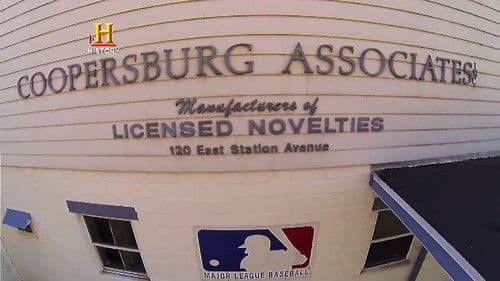 H
HISTORY
COOPERSBURG ASSOCIATES
Manufacturers of
LICENSED NOVELTIES
120 East Station Avenue
MAJOR LEAGUE BASEBALL